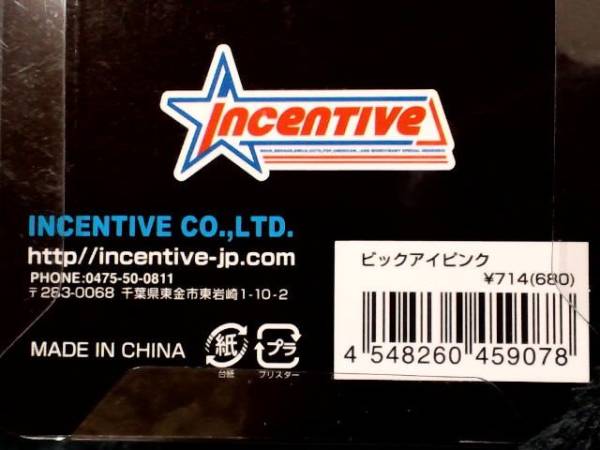 INCENTIVE
INCENTIVE CO.,LTD.
http//incentive-jp.com
PHONE:0475-50-0811
〒283-0068 千葉県東金市東岩崎1-10-2
MADE IN CHINA
紙
台紙
プラ
ブリスター
ビックアイピンク
¥714(680)
4 548260 459078